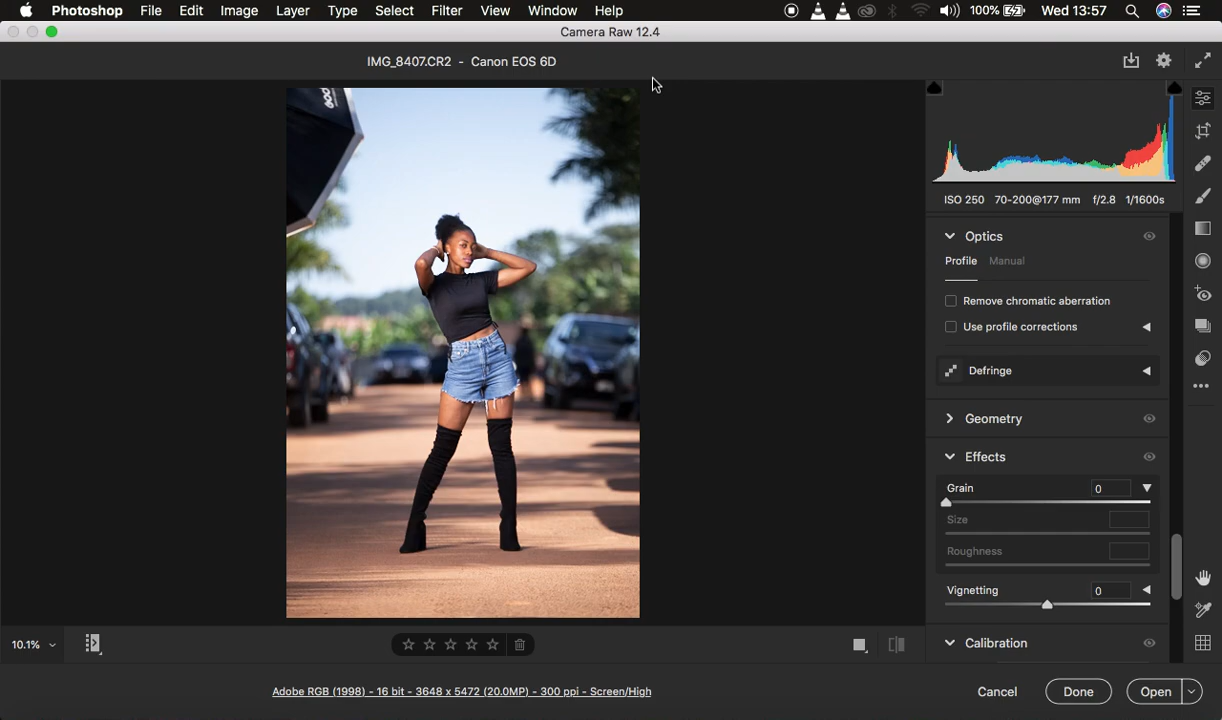 Photoshop File Edit Image Layer Type Select Filter View Window Help 100% Wed 13:57
Camera Raw 12.4
IMG_8407.CR2 - Canon EOS 6D
ISO 250 70-200@177 mm f/2.8 1/1600s
Optics
Profile Manual
Remove chromatic aberration
Use profile corrections
Defringe
Geometry
Effects
Grain 0
Size
Roughness
Vignetting 0
Calibration
10.1%
Adobe RGB (1998) - 16 bit - 3648 x 5472 (20.0MP) - 300 ppi - Screen/High
Cancel Done Open